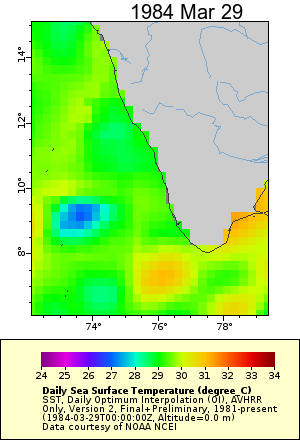 1984 Mar 29
14°
12°
10°
8°
74°
76°
78°
24 25 26 27 28 29 30 31 32 33 34
Daily Sea Surface Temperature (degree_C)
SST, Daily Optimum Interpolation (OI), AVHRR
Only, Version 2, Final+Preliminary, 1981-present
(1984-03-29T00:00:00Z, Altitude=0.0 m)
Data courtesy of NOAA NCEI